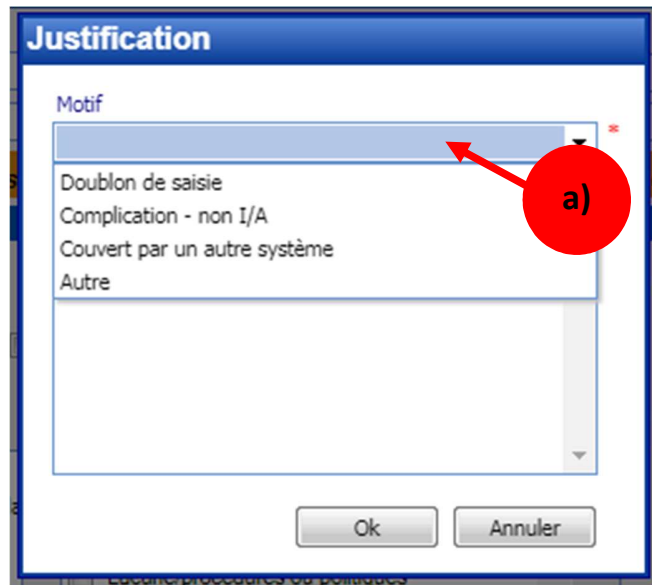 Justification
Motif
*
a)
Doublon de saisie
Complication - non I/A
Couvert par un autre système
Autre
Ok
Annuler